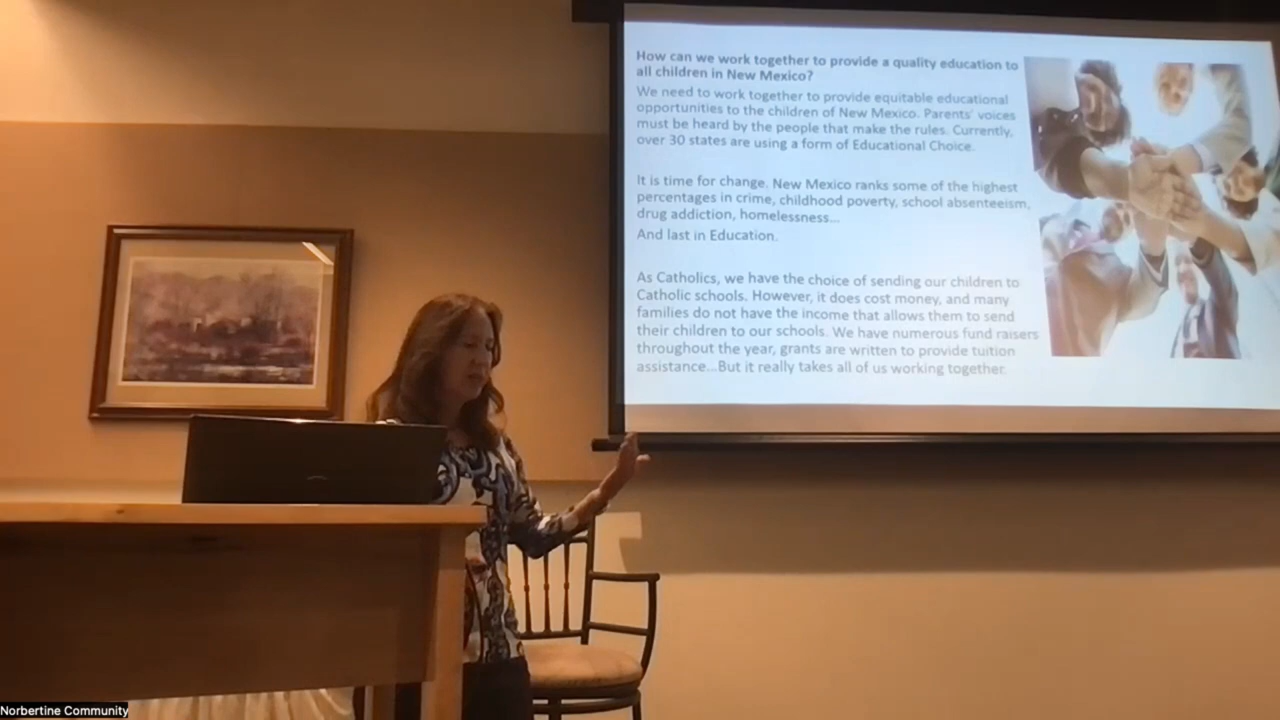 How can we work together to provide a quality education to
all children in New Mexico?
We need to work together to provide equitable educational
opportunities to the children of New Mexico. Parents' voices
must be heard by the people that make the rules. Currently,
over 30 states are using a form of Educational Choice.
It is time for change. New Mexico ranks some of the highest
percentages in crime, childhood poverty, school absenteeism,
drug addiction, homelessness...
And last in Education.
As Catholics, we have the choice of sending our children to
Catholic schools. However, it does cost money, and many
families do not have the income that allows them to send
their children to our schools. We have numerous fund raisers
throughout the year, grants are written to provide tuition
assistance...But it really takes all of us working together.
Norbertine Community